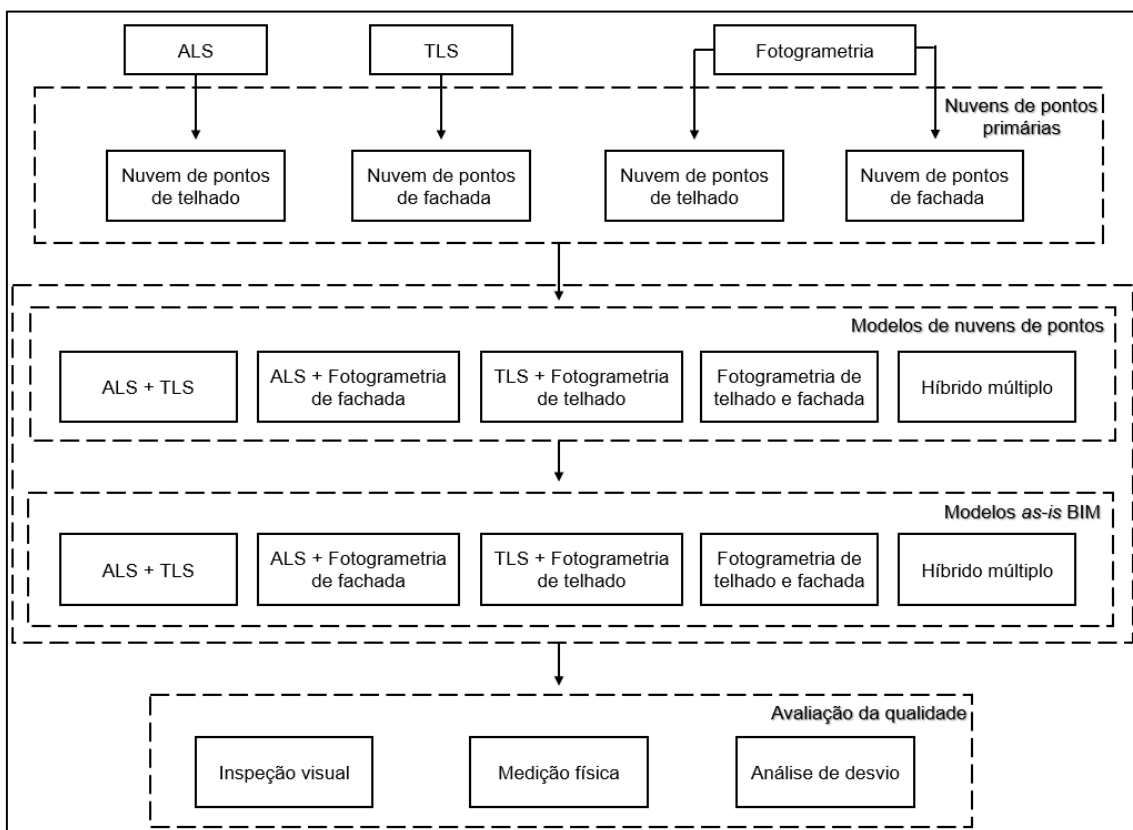 ALS
TLS
Fotogrametria
Nuvens de pontos
primárias
Nuvem de pontos
de telhado
Nuvem de pontos
de fachada
Nuvem de pontos
de telhado
Nuvem de pontos
de fachada
Modelos de nuvens de pontos
ALS + TLS
ALS + Fotogrametria
de fachada
TLS + Fotogrametria
de telhado
Fotogrametria de
telhado e fachada
Híbrido múltiplo
Modelos as-is BIM
ALS + TLS
ALS + Fotogrametria
de fachada
TLS + Fotogrametria
de telhado
Fotogrametria de
telhado e fachada
Híbrido múltiplo
Avaliação da qualidade
Inspeção visual
Medição física
Análise de desvio